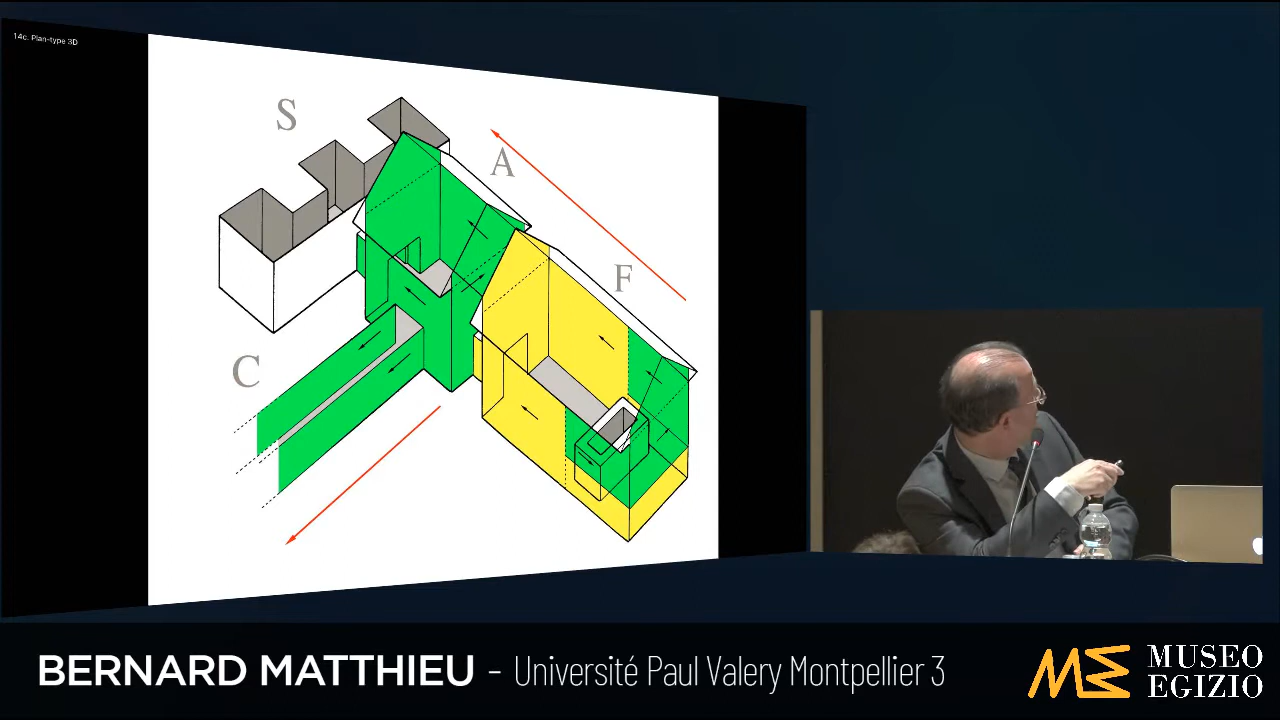 14c. Plan-type 3D
S
A
F
C
BERNARD MATTHIEU - Université Paul Valery Montpellier 3
MUSEO
EGIZIO